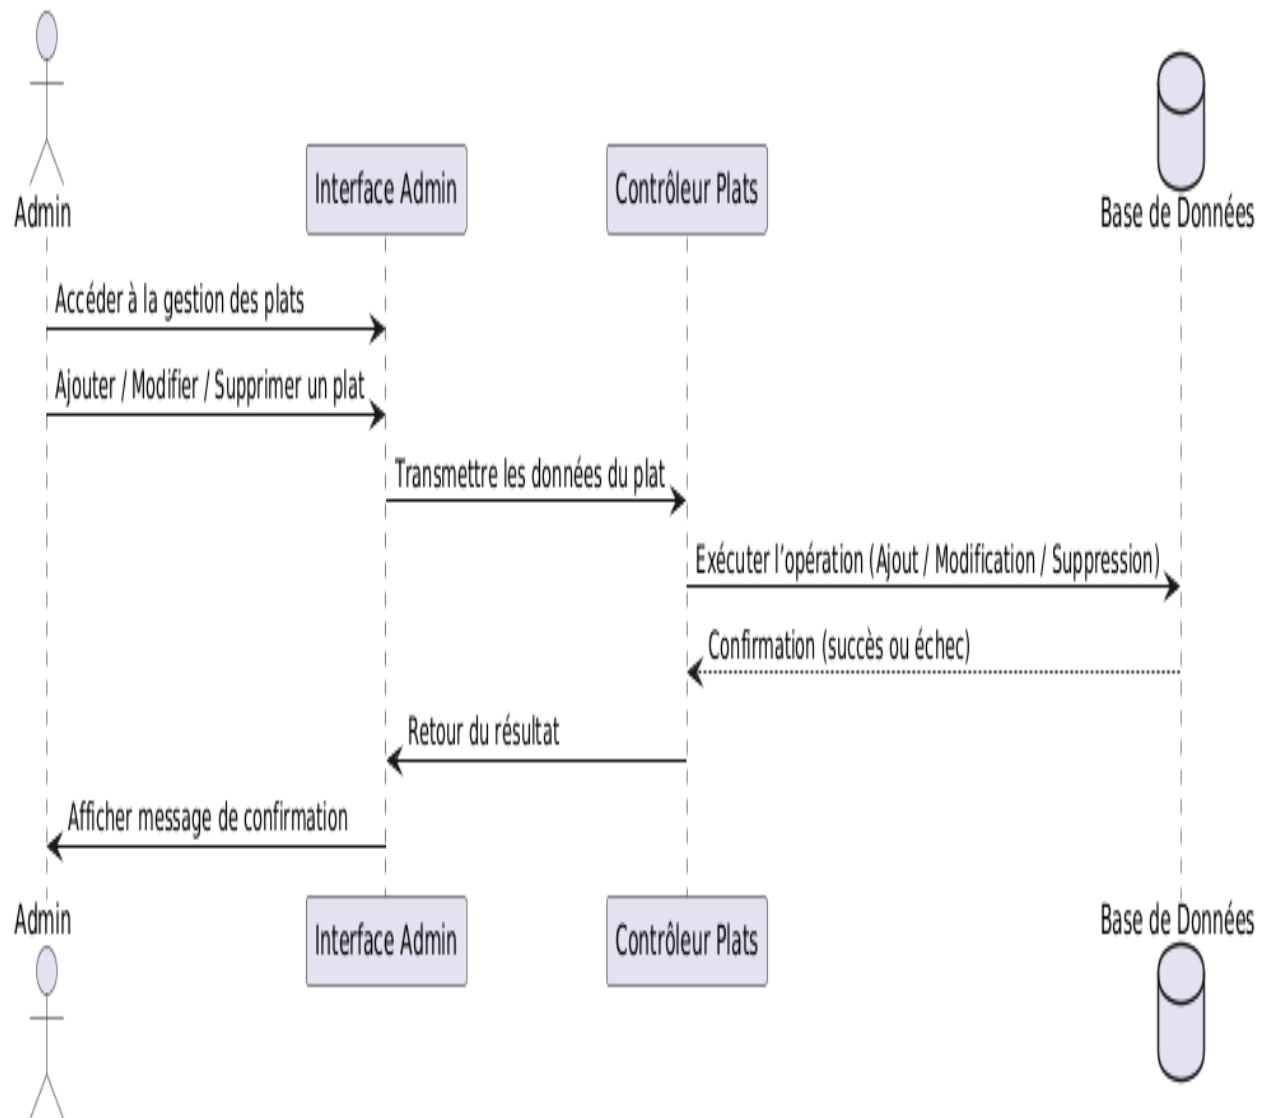 Admin
Interface Admin
Contrôleur Plats
Base de Données
Accéder à la gestion des plats
Ajouter / Modifier / Supprimer un plat
Transmettre les données du plat
Exécuter l’opération (Ajout / Modification / Suppression)
Confirmation (succès ou échec)
Retour du résultat
Afficher message de confirmation
Admin
Interface Admin
Contrôleur Plats
Base de Données